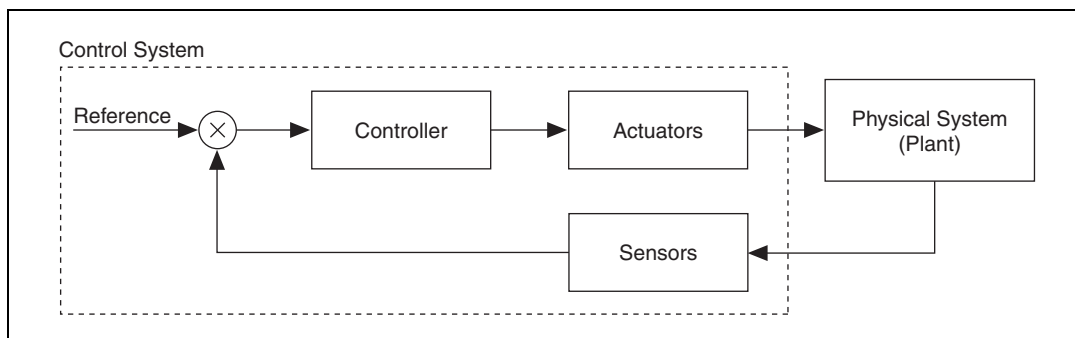 Control System
Reference
Controller
Actuators
Physical System
(Plant)
Sensors